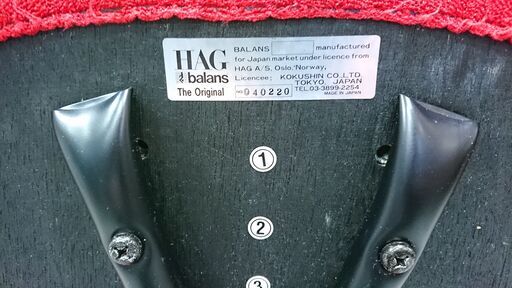 HAG
balans
The Original
BALANS manufactured
for Japan market under licence from
HAG A/S, Oslo, Norway,
Licencee; KOKUSHIN CO.,LTD.
TOKYO, JAPAN
NO 040220 TEL.03-3899-2254
MADE IN JAPAN
1
2
3